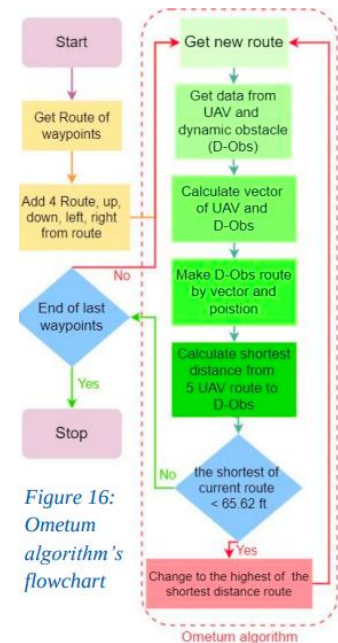 Start
Get Route of
waypoints
Add 4 Route, up,
down, left, right
from route
No
End of last
waypoints
Yes
Stop
Figure 16:
Ometum
algorithm's
flowchart
Get new route
Get data from
UAV and
dynamic obstacle
(D-Obs)
Calculate vector
of UAV and
D-Obs
Make D-Obs route
by vector and
poistion
Calculate shortest
distance from
5 UAV route to
D-Obs
No
the shortest of
current route
< 65.62 ft
Yes
Change to the highest of the
shortest distance route
Ometum algorithm